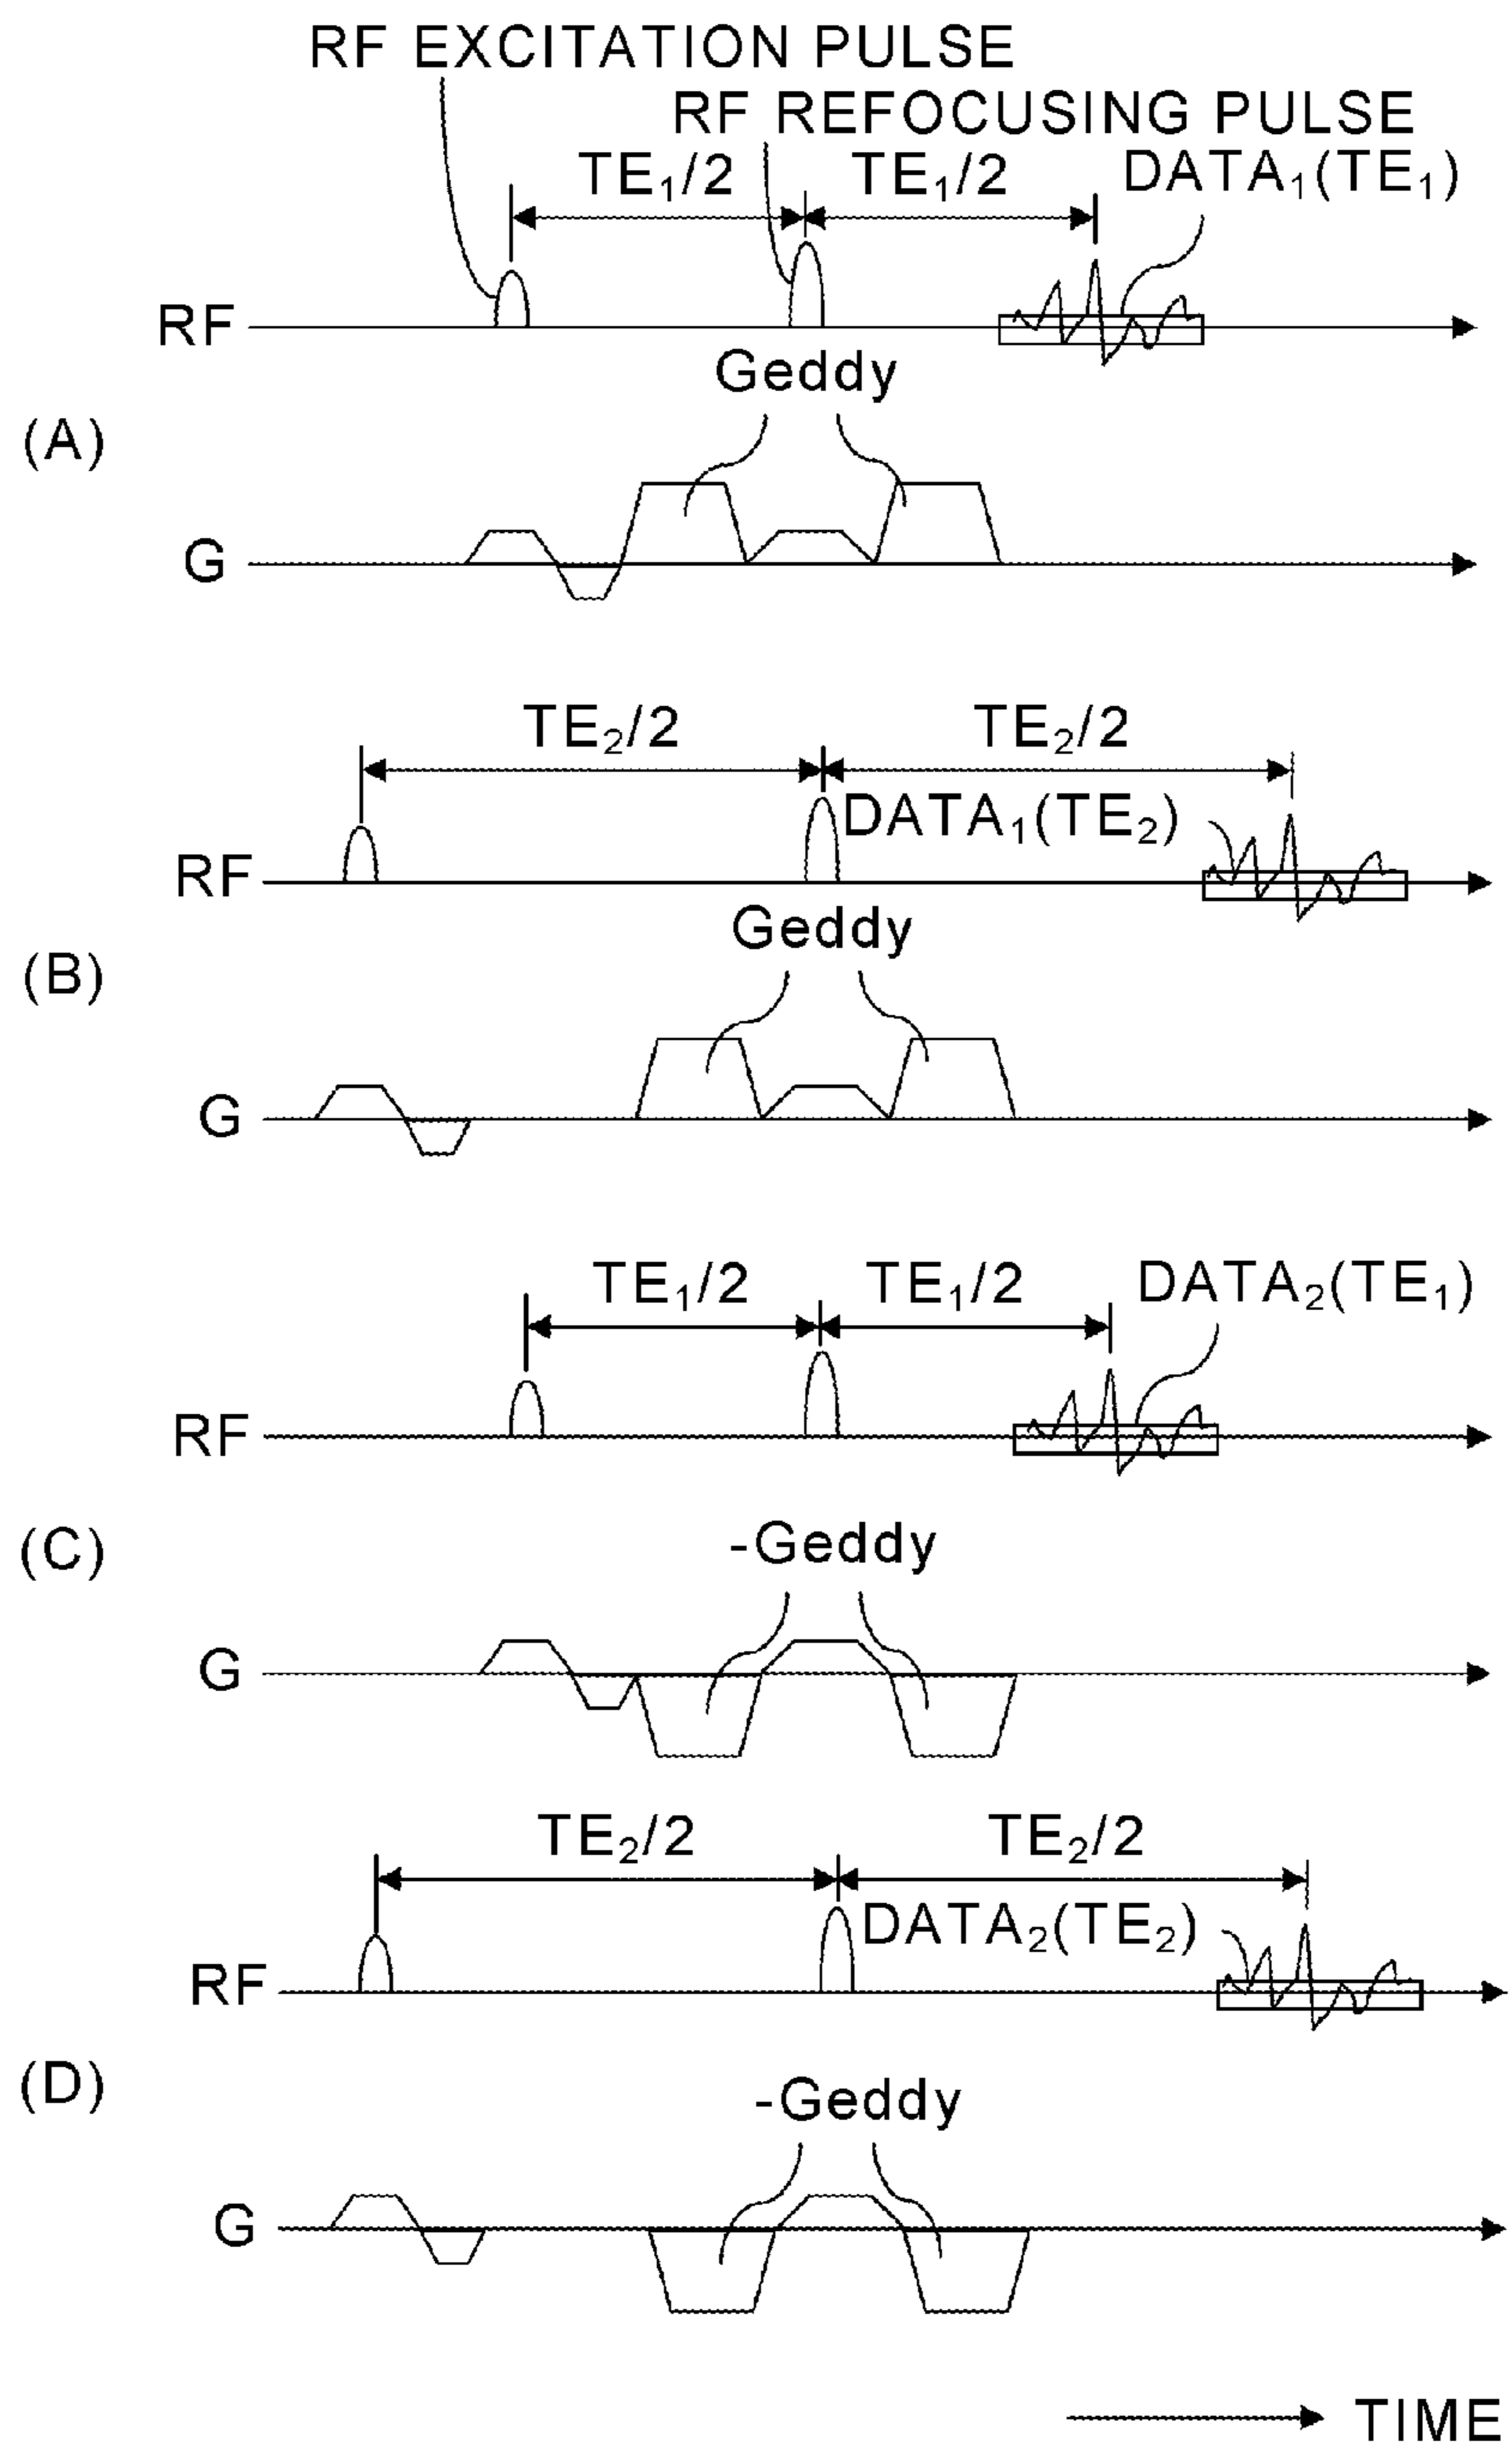 RF EXCITATION PULSE
RF REFOCUSING PULSE
TE₁/2 TE₁/2 DATA₁(TE₁)
RF
Geddy
(A)
G
TE₂/2 TE₂/2
DATA₁(TE₂)
RF
Geddy
(B)
G
TE₁/2 TE₁/2 DATA₂(TE₁)
RF
-Geddy
(C)
G
TE₂/2 TE₂/2
DATA₂(TE₂)
RF
(D)
-Geddy
G
TIME